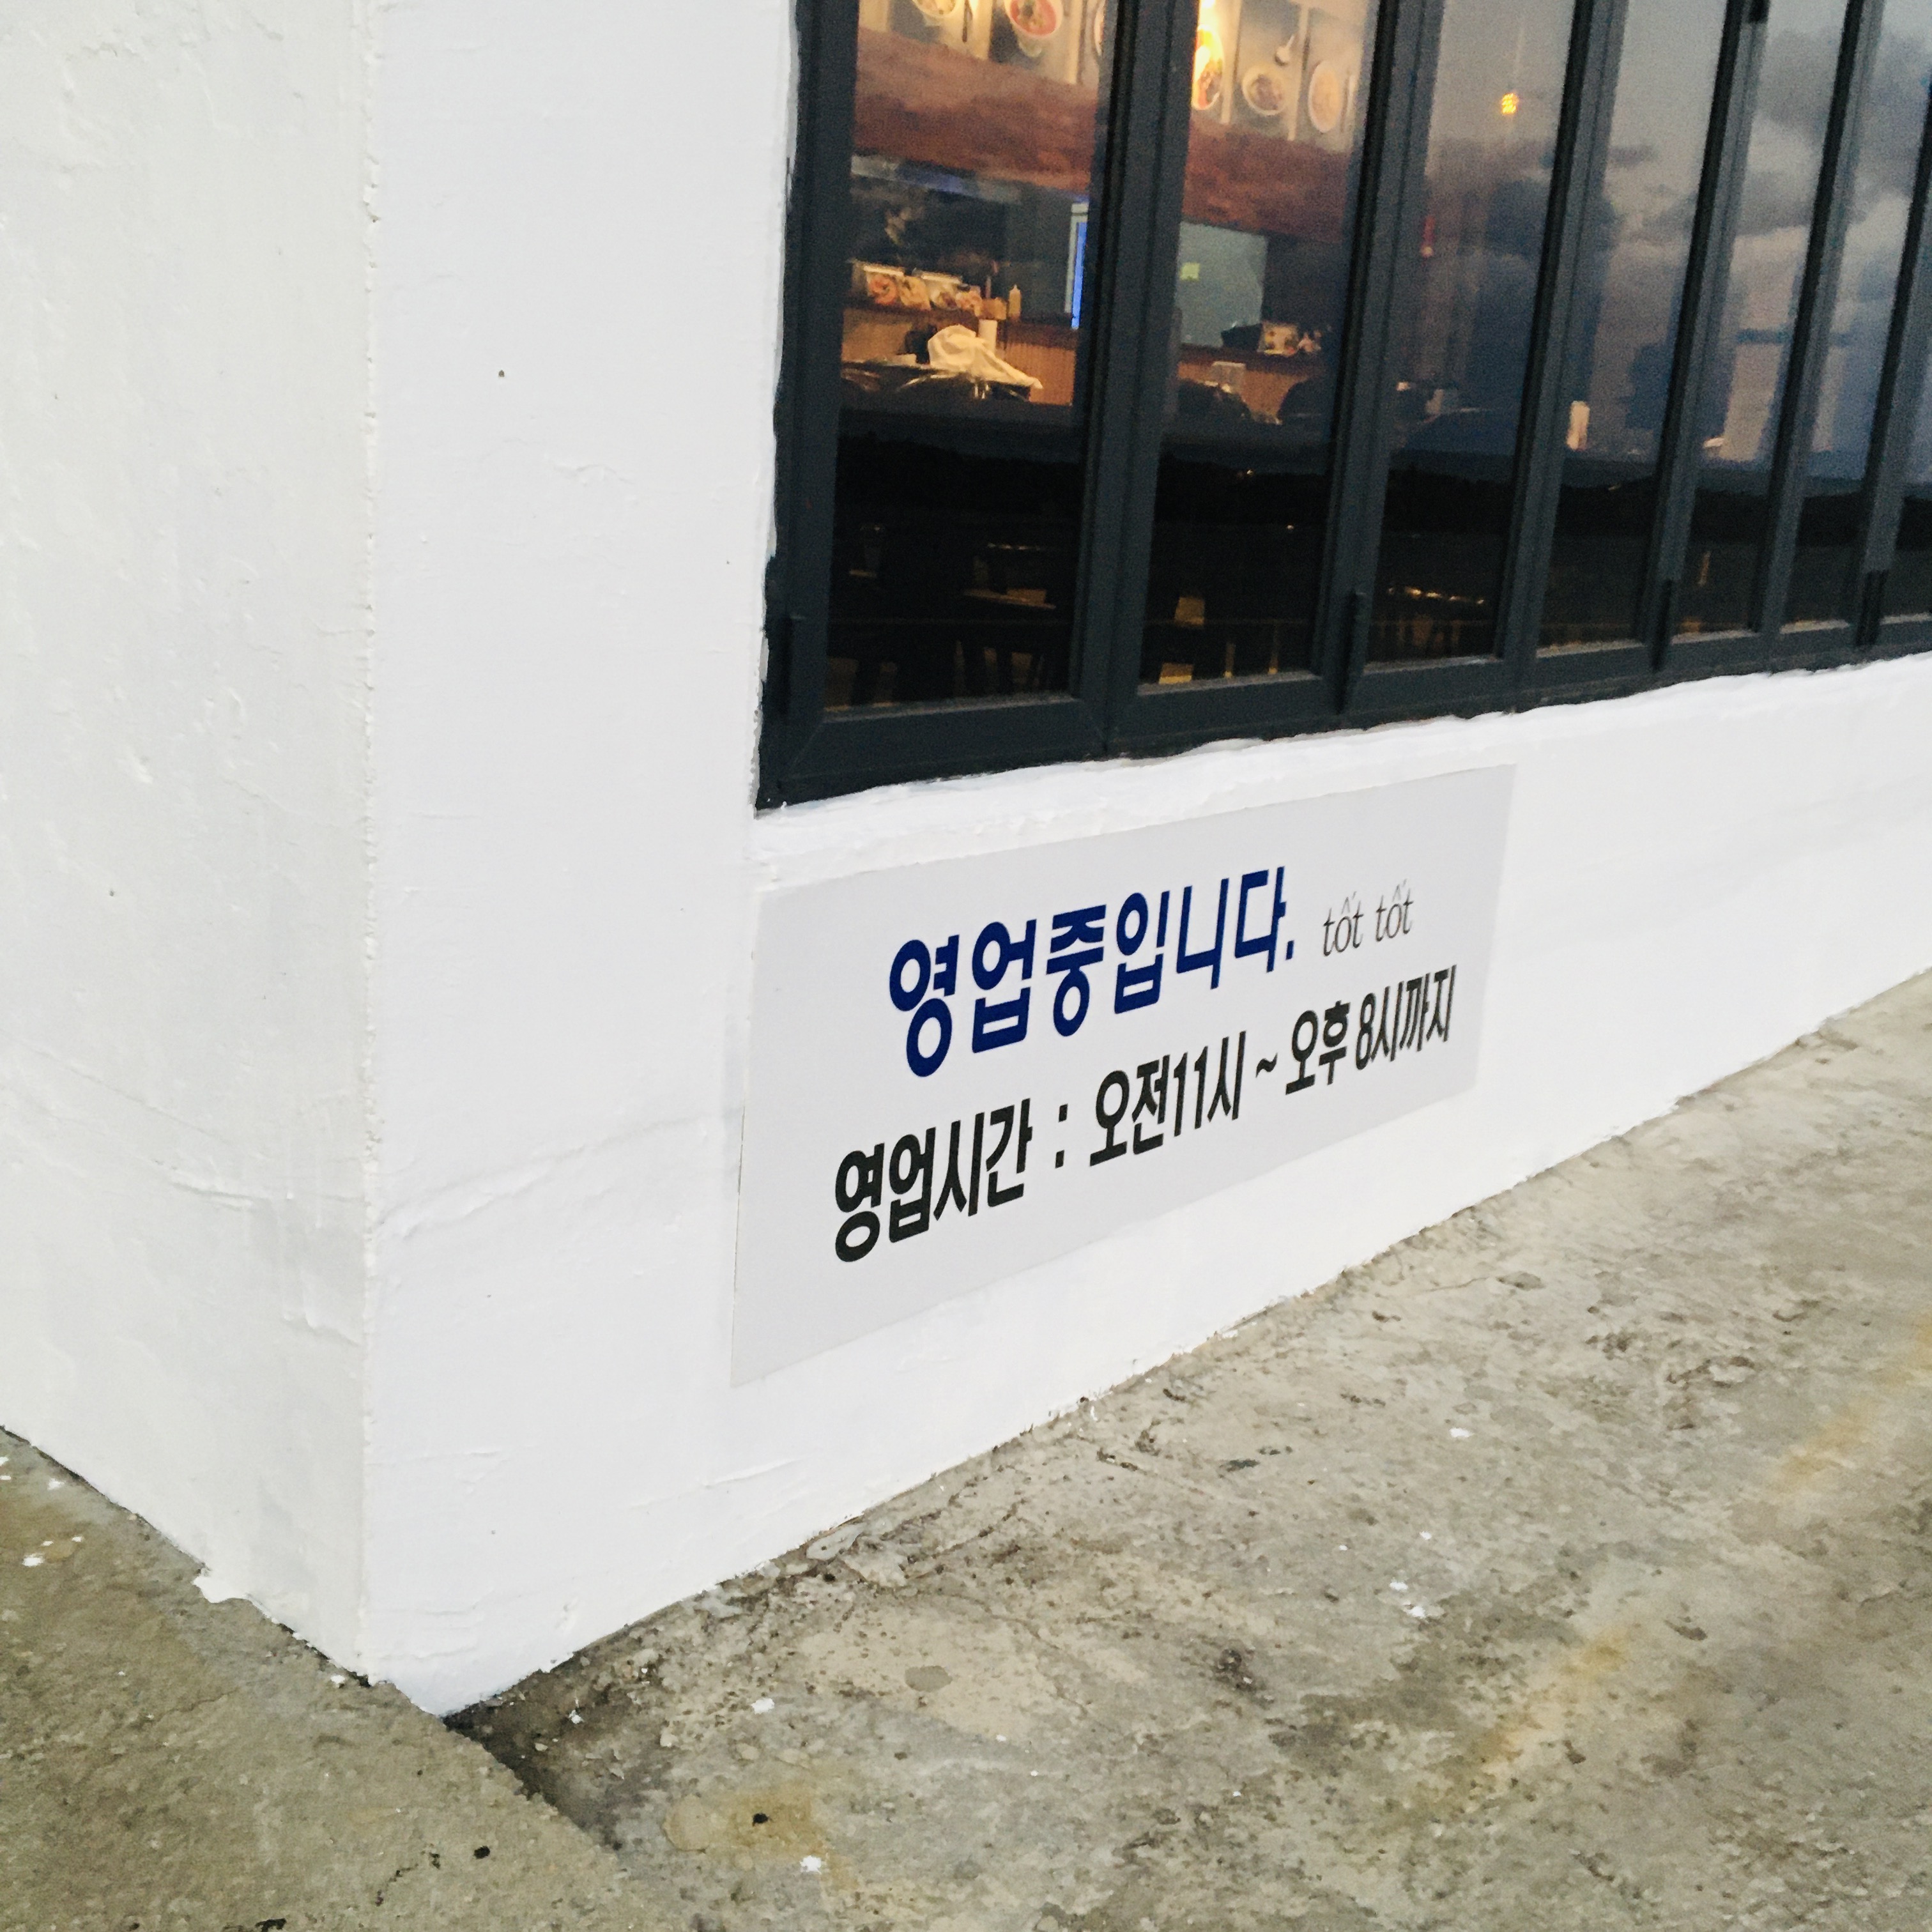 영업중입니다. tốt tốt
영업시간 : 오전11시 ~ 오후 8시까지